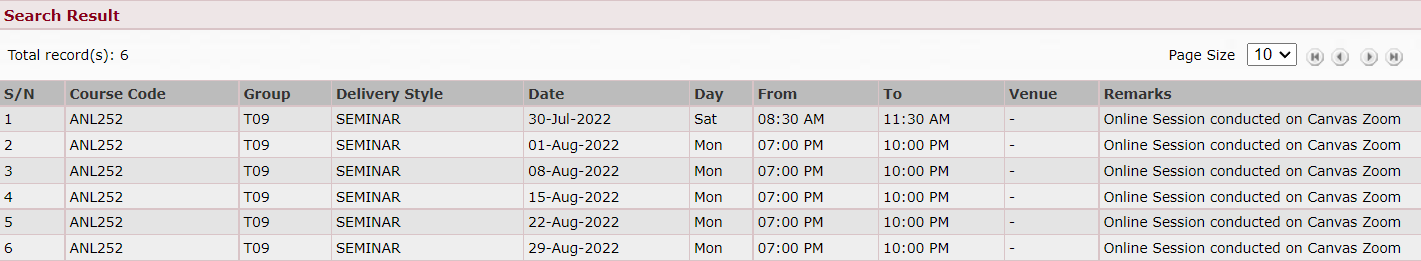 Search Result
Total record(s): 6 Page Size 10
S/N Course Code Group Delivery Style Date Day From To Venue Remarks
1 ANL252 T09 SEMINAR 30-Jul-2022 Sat 08:30 AM 11:30 AM - Online Session conducted on Canvas Zoom
2 ANL252 T09 SEMINAR 01-Aug-2022 Mon 07:00 PM 10:00 PM - Online Session conducted on Canvas Zoom
3 ANL252 T09 SEMINAR 08-Aug-2022 Mon 07:00 PM 10:00 PM - Online Session conducted on Canvas Zoom
4 ANL252 T09 SEMINAR 15-Aug-2022 Mon 07:00 PM 10:00 PM - Online Session conducted on Canvas Zoom
5 ANL252 T09 SEMINAR 22-Aug-2022 Mon 07:00 PM 10:00 PM - Online Session conducted on Canvas Zoom
6 ANL252 T09 SEMINAR 29-Aug-2022 Mon 07:00 PM 10:00 PM - Online Session conducted on Canvas Zoom